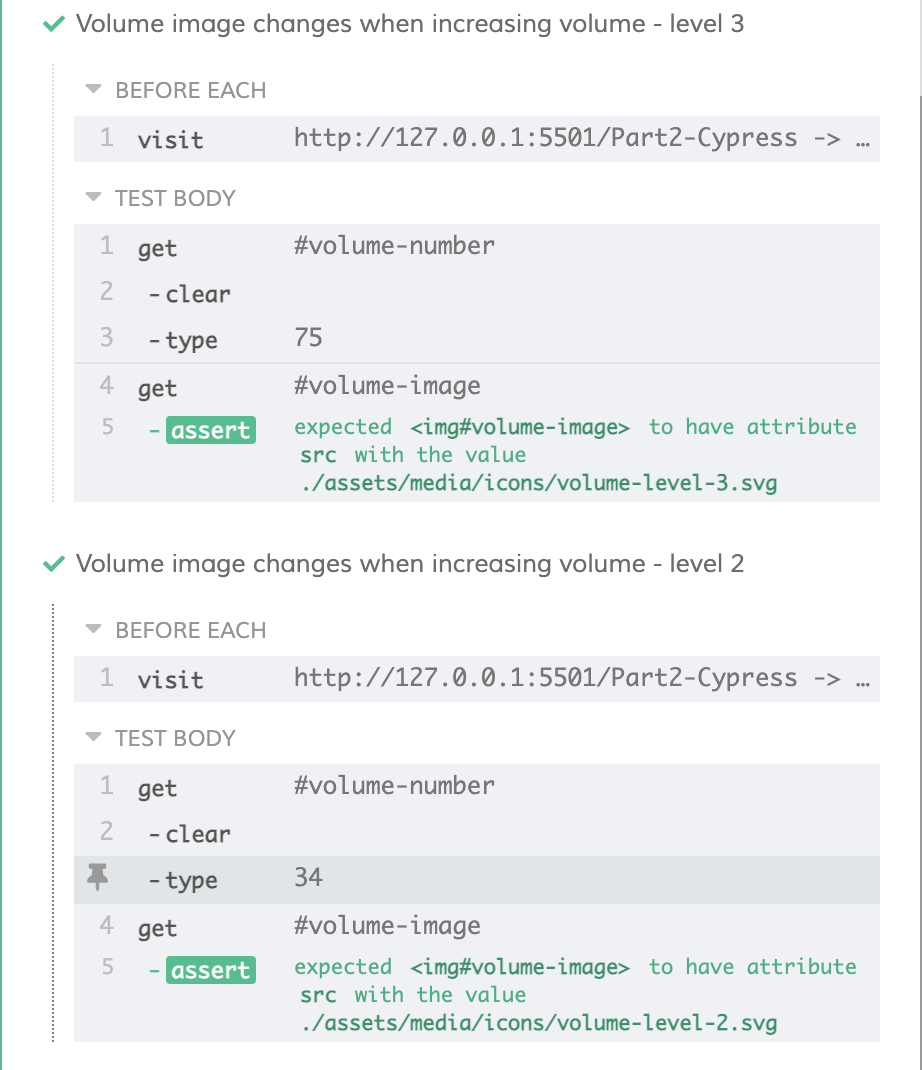 Volume image changes when increasing volume - level 3
BEFORE EACH
1 visit http://127.0.0.1:5501/Part2-Cypress -> …
TEST BODY
1 get #volume-number
2 -clear
3 -type 75
4 get #volume-image
5 -assert expected <img#volume-image> to have attribute
src with the value
./assets/media/icons/volume-level-3.svg
Volume image changes when increasing volume - level 2
BEFORE EACH
1 visit http://127.0.0.1:5501/Part2-Cypress -> …
TEST BODY
1 get #volume-number
2 -clear
-type 34
4 get #volume-image
5 -assert expected <img#volume-image> to have attribute
src with the value
./assets/media/icons/volume-level-2.svg